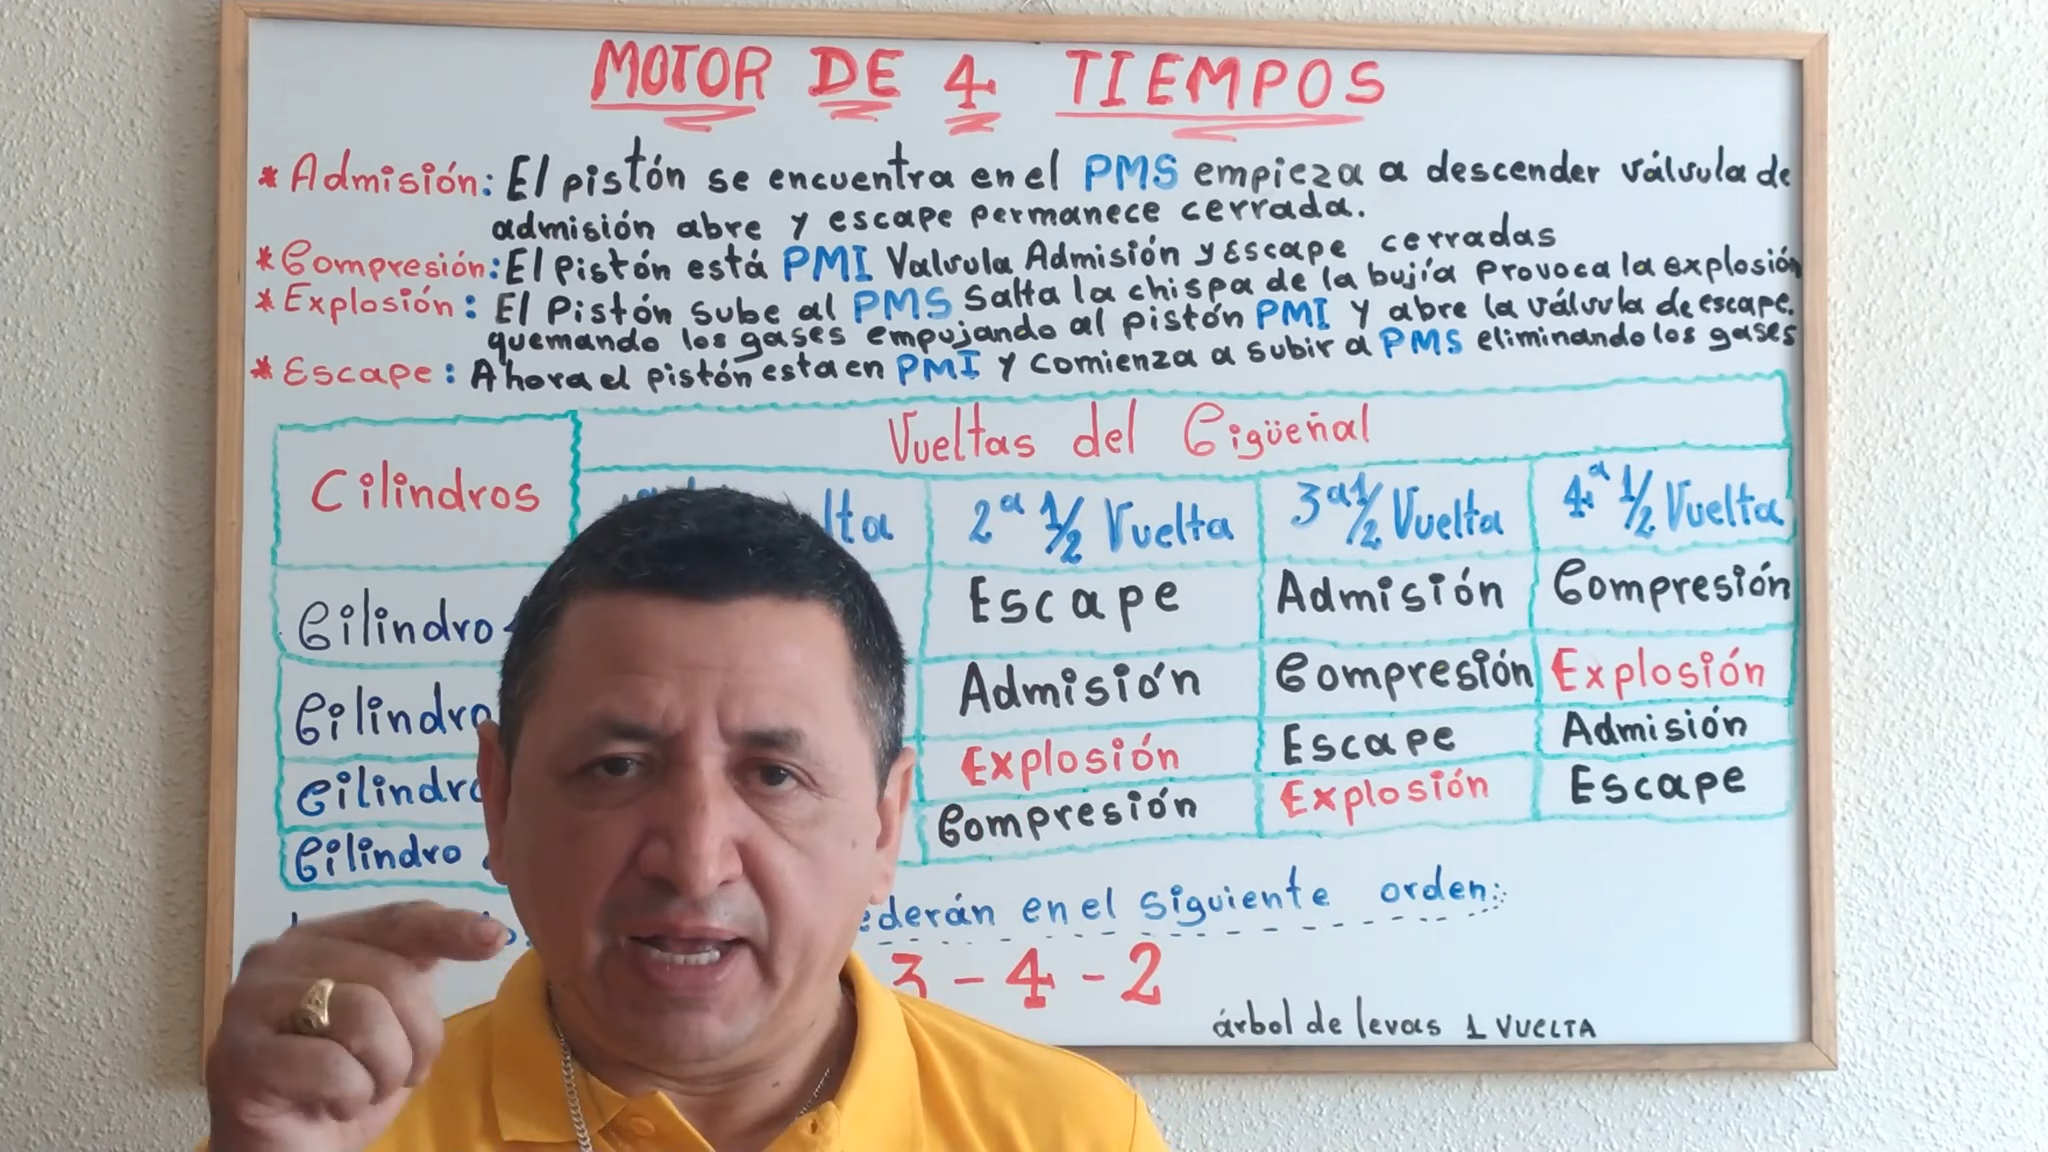 MOTOR DE 4 TIEMPOS
* Admisión: El pistón se encuentra en el PMS empieza a descender válvula de
admisión abre y escape permanece cerrada.
* Compresión: El Pistón está PMI Valvula Admisión y Escape cerradas
* Explosión: El Pistón sube al PMS Salta la chispa de la bujía Provoca la explosión
quemando los gases empujando al pistón PMI y abre la válvula de escape.
* Escape: Ahora el pistón esta en PMI y comienza a subir a PMS eliminando los gases
Cilindros
Vueltas del Cigüeñal
2ª 1/2 Vuelta
3ª 1/2 Vuelta
4ª 1/2 Vuelta
Cilindro
Escape
Admisión
Compresión
Cilindro
Admisión
Compresión
Explosión
Cilindro
Explosión
Escape
Admisión
Cilindro
Compresión
Explosión
Escape
en el siguiente orden:
3 - 4 - 2
árbol de levas 1 VUELTA